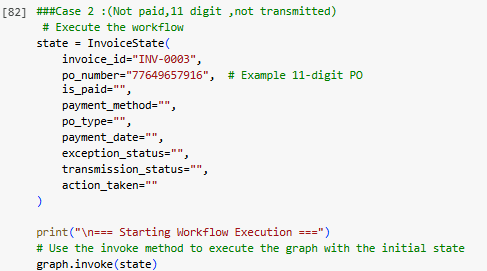 [82] ###Case 2 :(Not paid,11 digit ,not transmitted)
# Execute the workflow
state = InvoiceState(
    invoice_id="INV-0003",
    po_number="77649657916",  # Example 11-digit PO
    is_paid="",
    payment_method="",
    po_type="",
    payment_date="",
    exception_status="",
    transmission_status="",
    action_taken=""
)
print("\n=== Starting Workflow Execution ===")
# Use the invoke method to execute the graph with the initial state
graph.invoke(state)